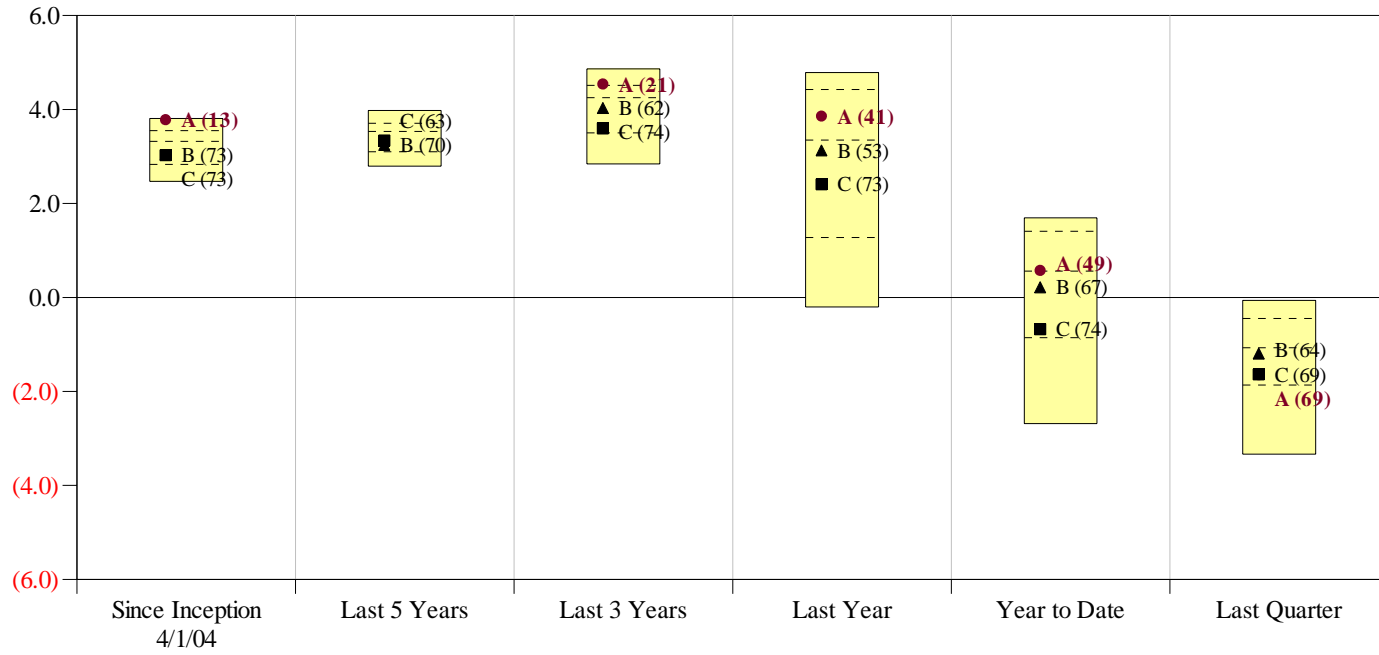 6.0
4.0
2.0
0.0
(2.0)
(4.0)
(6.0)
A (13)
B (73)
C (73)
C (63)
B (70)
A (21)
B (62)
C (74)
A (41)
B (53)
C (73)
A (49)
B (67)
C (74)
B (64)
C (69)
A (69)
Since Inception
4/1/04
Last 5 Years
Last 3 Years
Last Year
Year to Date
Last Quarter